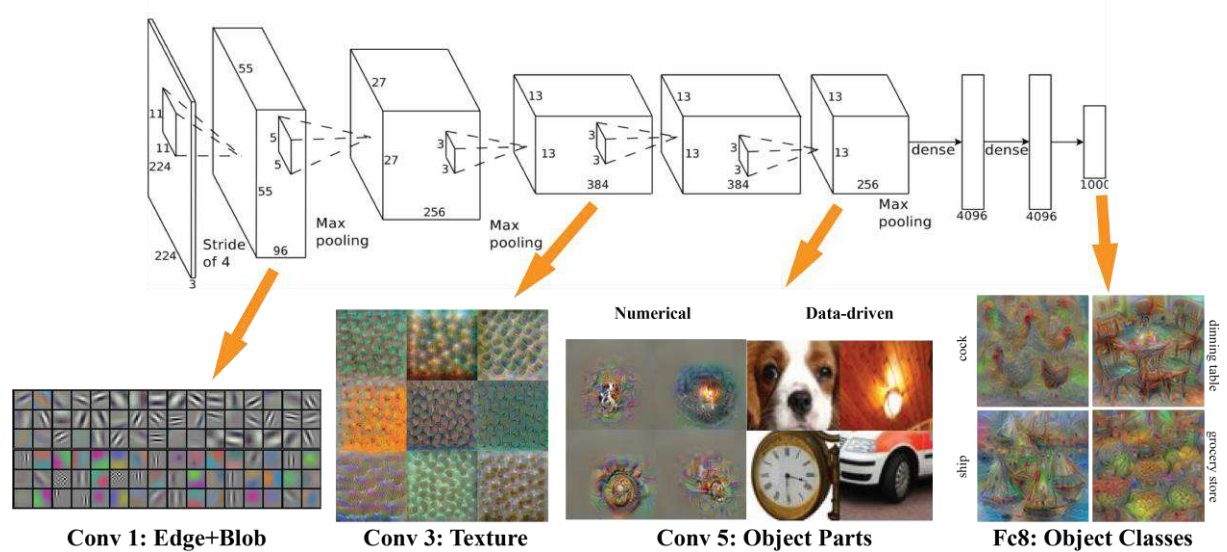 55
27
13
13
13
11
11
5
5
3
3
3
3
3
3
224
55
27
13
13
13
dense
dense
224
Stride
of 4
3
96
Max
pooling
256
Max
pooling
384
384
256
Max
pooling
4096
4096
1000
Numerical
Data-driven
cock
dinning table
ship
grocery store
Conv 1: Edge+Blob
Conv 3: Texture
Conv 5: Object Parts
Fc8: Object Classes